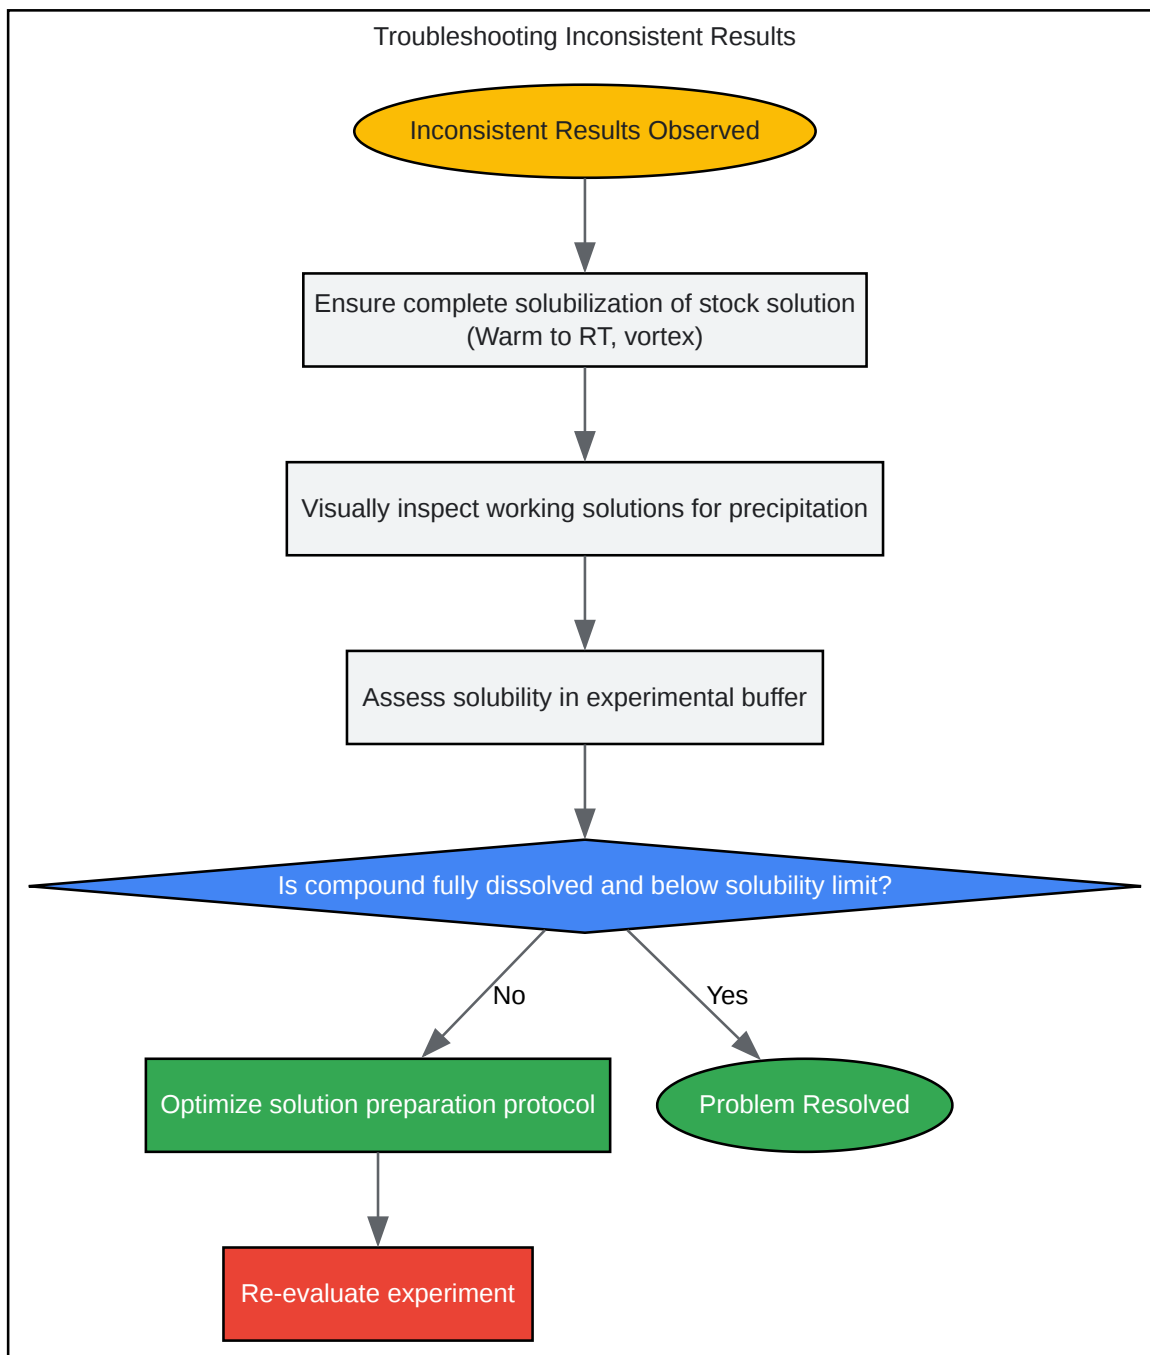 Troubleshooting Inconsistent Results
Inconsistent Results Observed
Ensure complete solubilization of stock solution
(Warm to RT, vortex)
Visually inspect working solutions for precipitation
Assess solubility in experimental buffer
Is compound fully dissolved and below solubility limit?
No
Yes
Optimize solution preparation protocol
Problem Resolved
Re-evaluate experiment